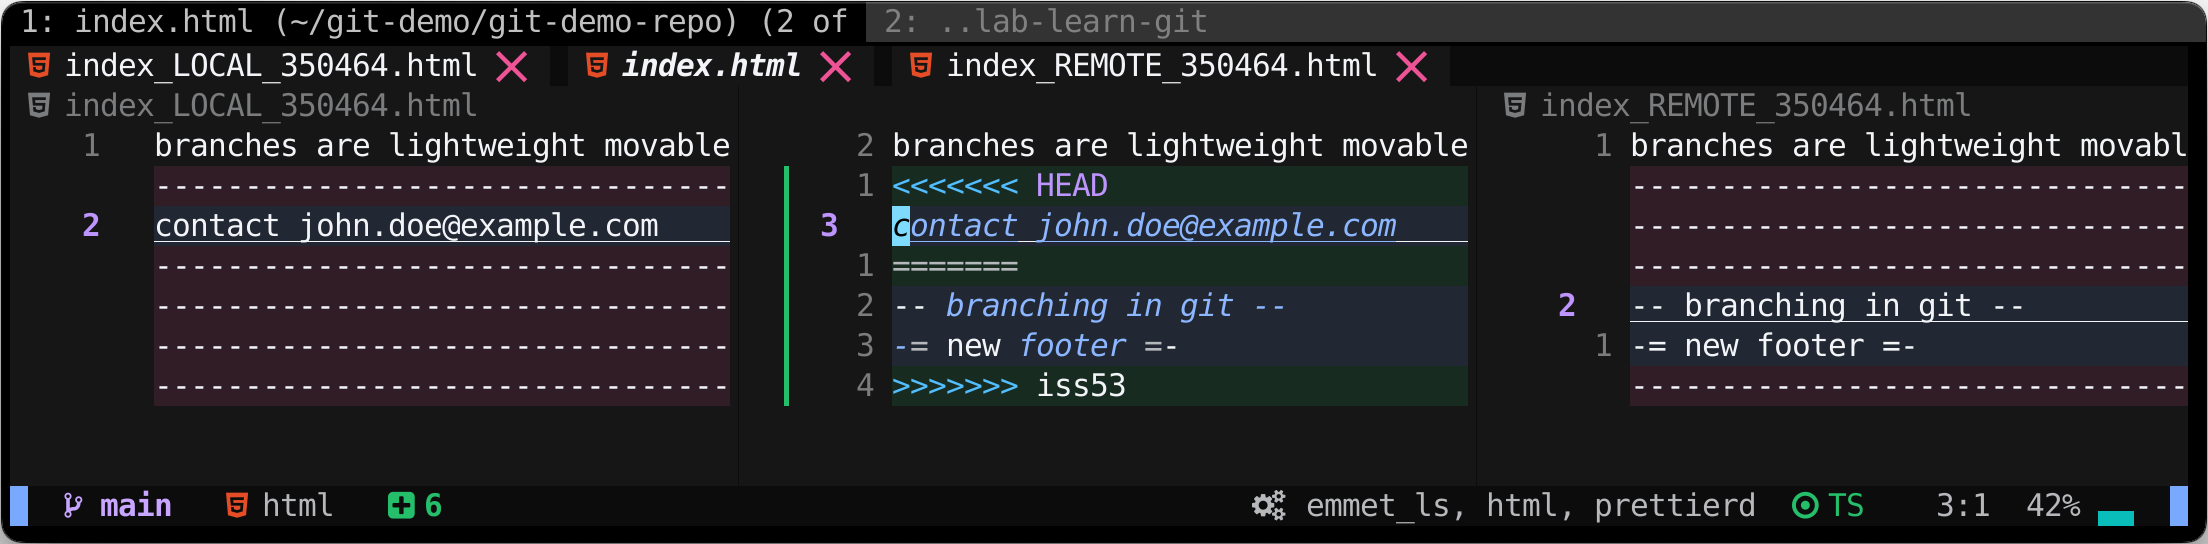 1: index.html (~/git-demo/git-demo-repo) (2 of 2: ..lab-learn-git
index_LOCAL_350464.html index.html index_REMOTE_350464.html
index_LOCAL_350464.html
1 branches are lightweight movable
--------------------------------
2 contact john.doe@example.com
--------------------------------
--------------------------------
--------------------------------
--------------------------------
2 branches are lightweight movable
1 <<<<<<< HEAD
3 contact john.doe@example.com
1 =======
2 -- branching in git --
3 -= new footer =-
4 >>>>>>> iss53
index_REMOTE_350464.html
1 branches are lightweight movabl
-------------------------------
-------------------------------
-------------------------------
2 -- branching in git --
1 -= new footer =-
-------------------------------
main html 6 emmet_ls, html, prettierd TS 3:1 42%